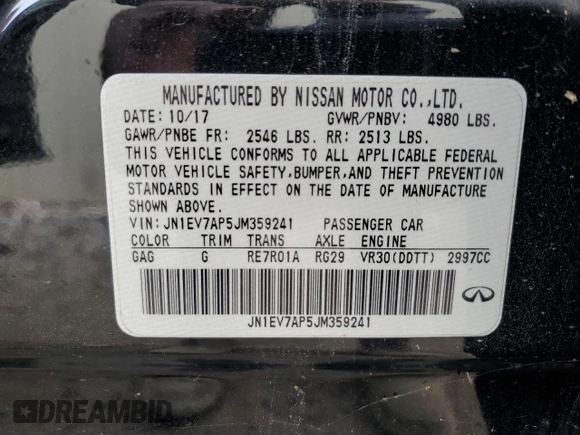 MANUFACTURED BY NISSAN MOTOR CO.,LTD.
DATE: 10/17 GVWR/PNBV: 4980 LBS.
GAWR/PNBE FR: 2546 LBS. RR: 2513 LBS.
THIS VEHICLE CONFORMS TO ALL APPLICABLE FEDERAL
MOTOR VEHICLE SAFETY,BUMPER,AND THEFT PREVENTION
STANDARDS IN EFFECT ON THE DATE OF MANUFACTURE
SHOWN ABOVE.
VIN: JN1EV7AP5JM359241 PASSENGER CAR
COLOR TRIM TRANS AXLE ENGINE
GAG G RE7R01A RG29 VR30(DDTT) 2997CC
JN1EV7AP5JM359241
DREAMBID